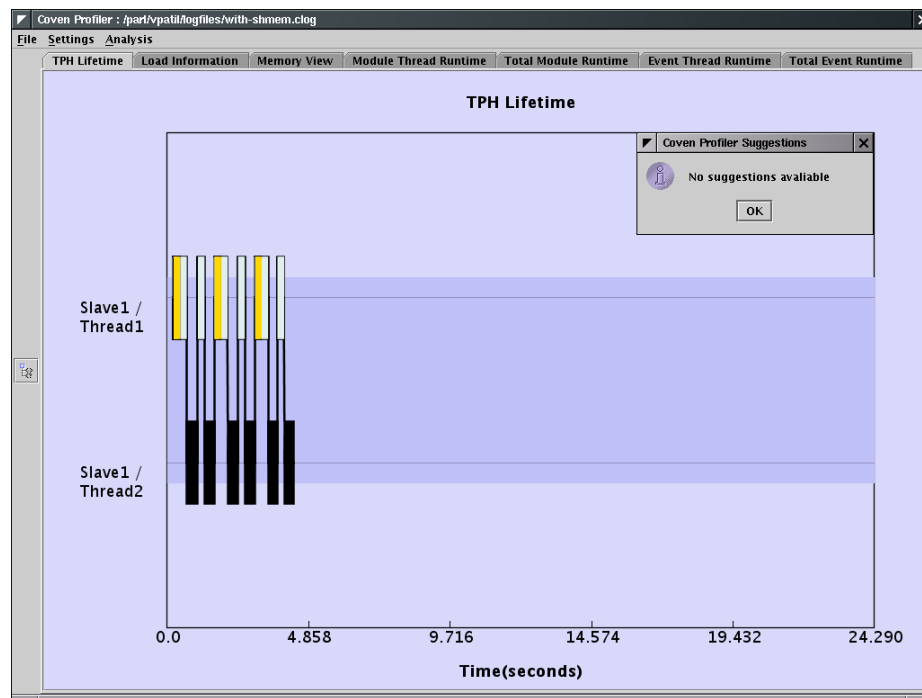 Coven Profiler : /parl/vpatil/logfiles/with-shmem.clog
File Settings Analysis
TPH Lifetime Load Information Memory View Module Thread Runtime Total Module Runtime Event Thread Runtime Total Event Runtime
TPH Lifetime
Coven Profiler Suggestions
No suggestions avaliable
OK
Slave1 /
Thread1
Slave1 /
Thread2
0.0 4.858 9.716 14.574 19.432 24.290
Time(seconds)